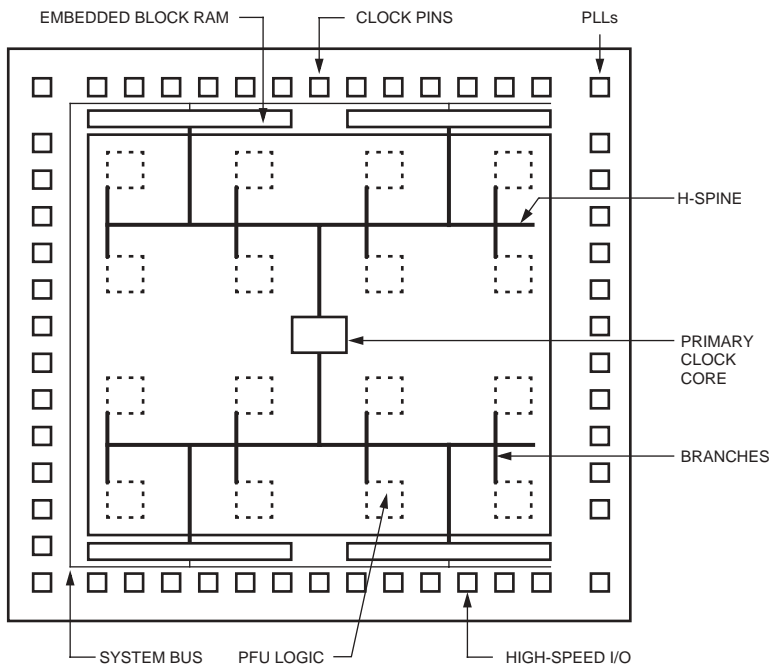 EMBEDDED BLOCK RAM
CLOCK PINS
PLLs
H-SPINE
PRIMARY
CLOCK
CORE
BRANCHES
SYSTEM BUS
PFU LOGIC
HIGH-SPEED I/O